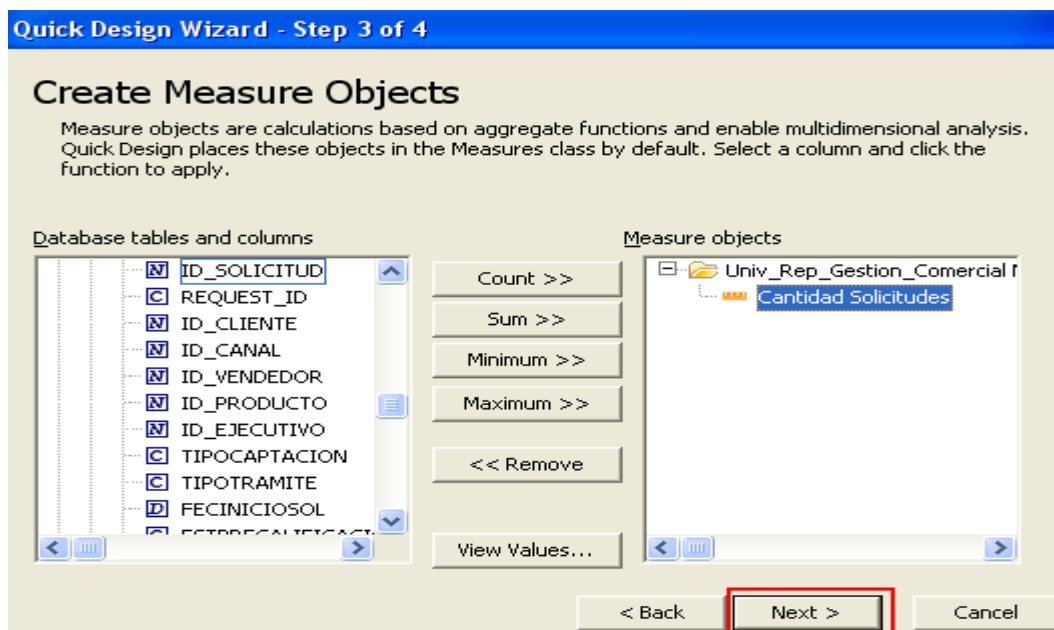 Quick Design Wizard - Step 3 of 4
Create Measure Objects
Measure objects are calculations based on aggregate functions and enable multidimensional analysis.
Quick Design places these objects in the Measures class by default. Select a column and click the
function to apply.
Database tables and columns
N ID_SOLICITUD
C REQUEST_ID
N ID_CLIENTE
N ID_CANAL
N ID_VENDEDOR
N ID_PRODUCTO
N ID_EJECUTIVO
C TIPOCAPTACION
C TIPOTRAMITE
D FECINICIOSOL
Count >>
Sum >>
Minimum >>
Maximum >>
<< Remove
View Values...
Measure objects
Univ_Rep_Gestion_Comercial
Cantidad Solicitudes
< Back
Next >
Cancel